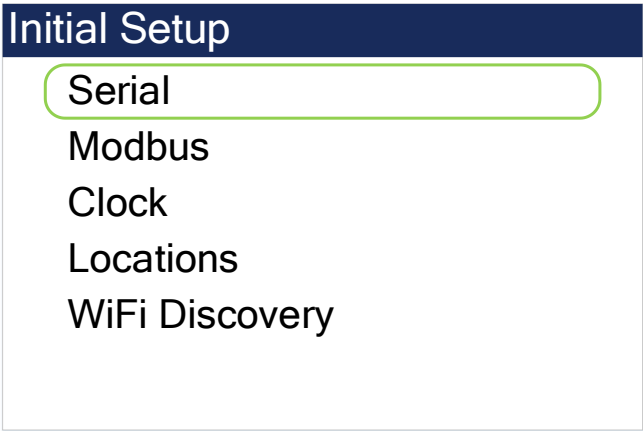 Initial Setup
Serial
Modbus
Clock
Locations
WiFi Discovery